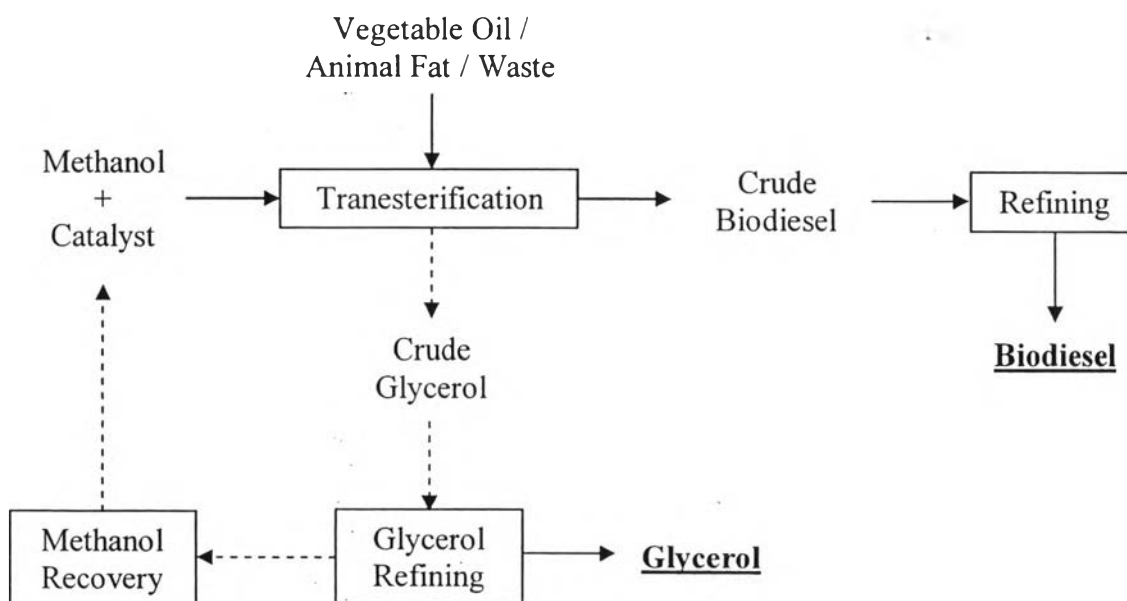 Vegetable Oil /
Animal Fat / Waste
Methanol
+
Catalyst
Tranesterification
Crude
Biodiesel
Refining
Biodiesel
Crude
Glycerol
Methanol
Recovery
Glycerol
Refining
Glycerol